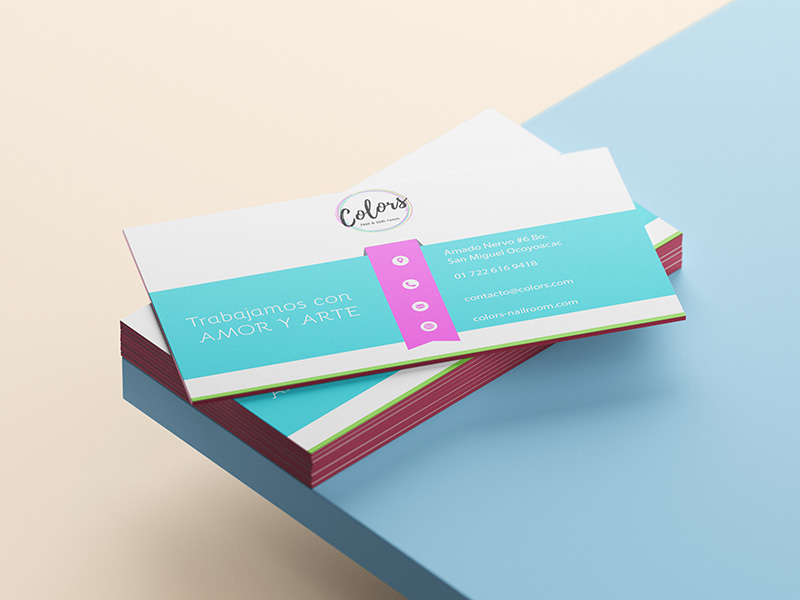 Colors
Trabajamos con
AMOR Y ARTE
Amado Nervo #6 Bo.
San Miguel Ocoyoacac
01 722 616 9418
contacto@colors.com
colors-nailroom.com